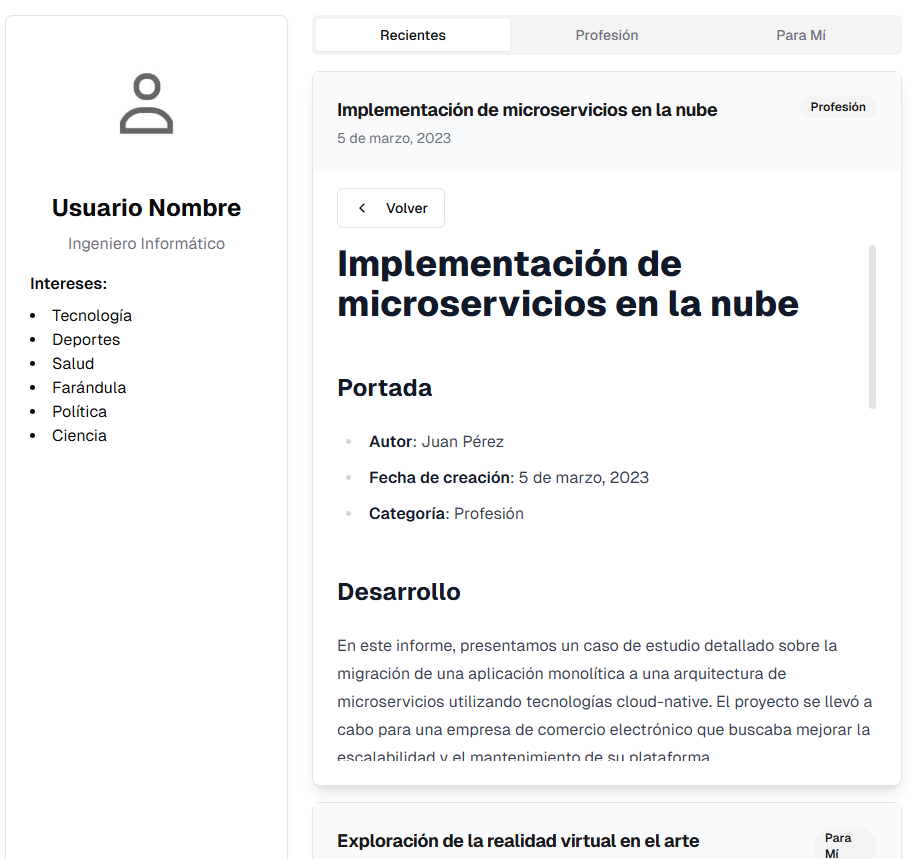 Usuario Nombre
Ingeniero Informático
Intereses:
Tecnología
Deportes
Salud
Farándula
Política
Ciencia
Recientes
Profesión
Para Mí
Implementación de microservicios en la nube
Profesión
5 de marzo, 2023
Volver
Implementación de
microservicios en la nube
Portada
Autor: Juan Pérez
Fecha de creación: 5 de marzo, 2023
Categoría: Profesión
Desarrollo
En este informe, presentamos un caso de estudio detallado sobre la
migración de una aplicación monolítica a una arquitectura de
microservicios utilizando tecnologías cloud-native. El proyecto se llevó a
cabo para una empresa de comercio electrónico que buscaba mejorar la
escalabilidad y el mantenimiento de su plataforma.
Exploración de la realidad virtual en el arte
Para
Mí